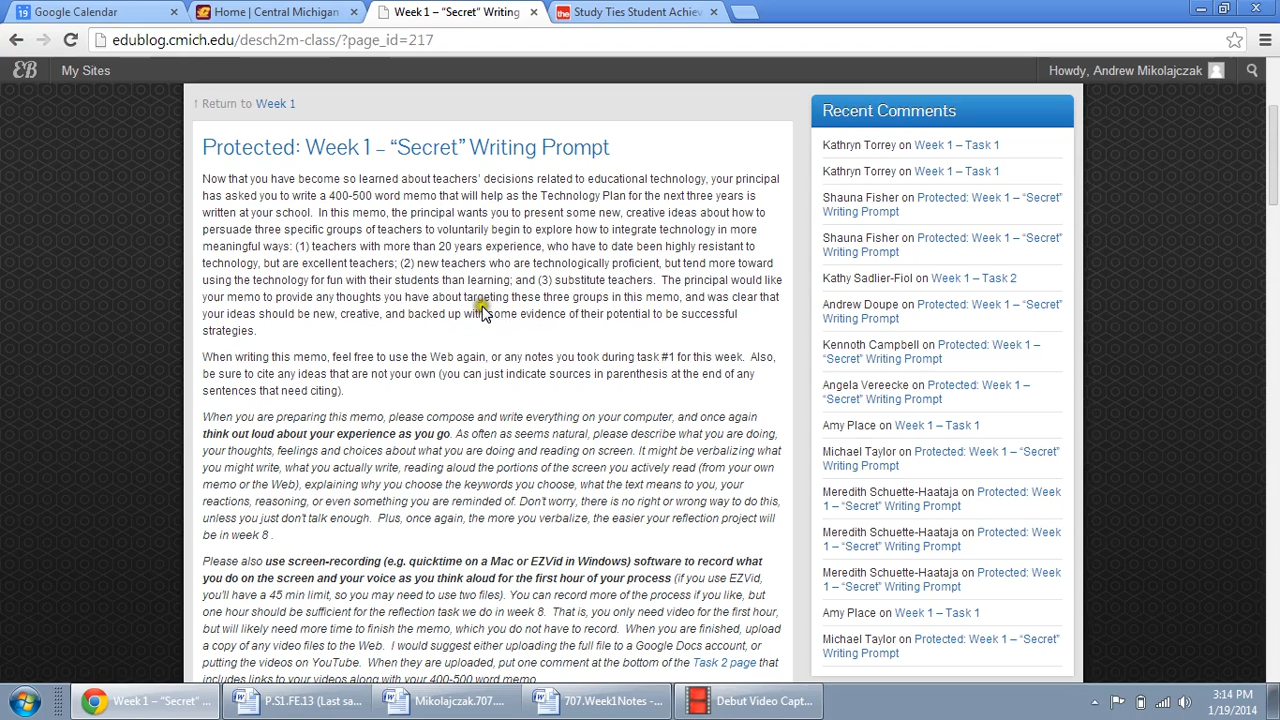 19 Google Calendar
Home | Central Michigan
Week 1 – “Secret” Writing
the Study Ties Student Achiev
edublog.cmich.edu/desch2m-class/?page_id=217
EB My Sites
Howdy, Andrew Mikolajczak
↑ Return to Week 1
Protected: Week 1 – “Secret” Writing Prompt
Now that you have become so learned about teachers’ decisions related to educational technology, your principal
has asked you to write a 400-500 word memo that will help as the Technology Plan for the next three years is
written at your school. In this memo, the principal wants you to present some new, creative ideas about how to
persuade three specific groups of teachers to voluntarily begin to explore how to integrate technology in more
meaningful ways: (1) teachers with more than 20 years experience, who have to date been highly resistant to
technology, but are excellent teachers; (2) new teachers who are technologically proficient, but tend more toward
using the technology for fun with their students than learning; and (3) substitute teachers. The principal would like
your memo to provide any thoughts you have about targeting these three groups in this memo, and was clear that
your ideas should be new, creative, and backed up with some evidence of their potential to be successful
strategies.
When writing this memo, feel free to use the Web again, or any notes you took during task #1 for this week. Also,
be sure to cite any ideas that are not your own (you can just indicate sources in parenthesis at the end of any
sentences that need citing).
When you are preparing this memo, please compose and write everything on your computer, and once again
think out loud about your experience as you go. As often as seems natural, please describe what you are doing,
your thoughts, feelings and choices about what you are doing and reading on screen. It might be verbalizing what
you might write, what you actually write, reading aloud the portions of the screen you actively read (from your own
memo or the Web), explaining why you choose the keywords you choose, what the text means to you, your
reactions, reasoning, or even something you are reminded of. Don’t worry, there is no right or wrong way to do this,
unless you just don’t talk enough. Plus, once again, the more you verbalize, the easier your reflection project will
be in week 8 .
Please also use screen-recording (e.g. quicktime on a Mac or EZVid in Windows) software to record what
you do on the screen and your voice as you think aloud for the first hour of your process (if you use EZVid,
you’ll have a 45 min limit, so you may need to use two files). You can record more of the process if you like, but
one hour should be sufficient for the reflection task we do in week 8. That is, you only need video for the first hour,
but will likely need more time to finish the memo, which you do not have to record. When you are finished, upload
a copy of any video files to the Web. I would suggest either uploading the full file to a Google Docs account, or
putting the videos on YouTube. When they are uploaded, put one comment at the bottom of the Task 2 page that
includes links to your videos along with your 400-500 word memo.
Recent Comments
Kathryn Torrey on Week 1 – Task 1
Kathryn Torrey on Week 1 – Task 1
Shauna Fisher on Protected: Week 1 – “Secret”
Writing Prompt
Shauna Fisher on Protected: Week 1 – “Secret”
Writing Prompt
Kathy Sadlier-Fiol on Week 1 – Task 2
Andrew Doupe on Protected: Week 1 – “Secret”
Writing Prompt
Kennoth Campbell on Protected: Week 1 –
“Secret” Writing Prompt
Angela Vereecke on Protected: Week 1 –
“Secret” Writing Prompt
Amy Place on Week 1 – Task 1
Michael Taylor on Protected: Week 1 – “Secret”
Writing Prompt
Meredith Schuette-Haataja on Protected: Week
1 – “Secret” Writing Prompt
Meredith Schuette-Haataja on Protected: Week
1 – “Secret” Writing Prompt
Meredith Schuette-Haataja on Protected: Week
1 – “Secret” Writing Prompt
Amy Place on Week 1 – Task 1
Michael Taylor on Protected: Week 1 – “Secret”
Writing Prompt
Week 1 – “Secret” ...
P.S1.FE.13 (Last sa...
Mikolajczak.707....
707.Week1Notes -...
Debut Video Capt...
3:14 PM
1/19/2014